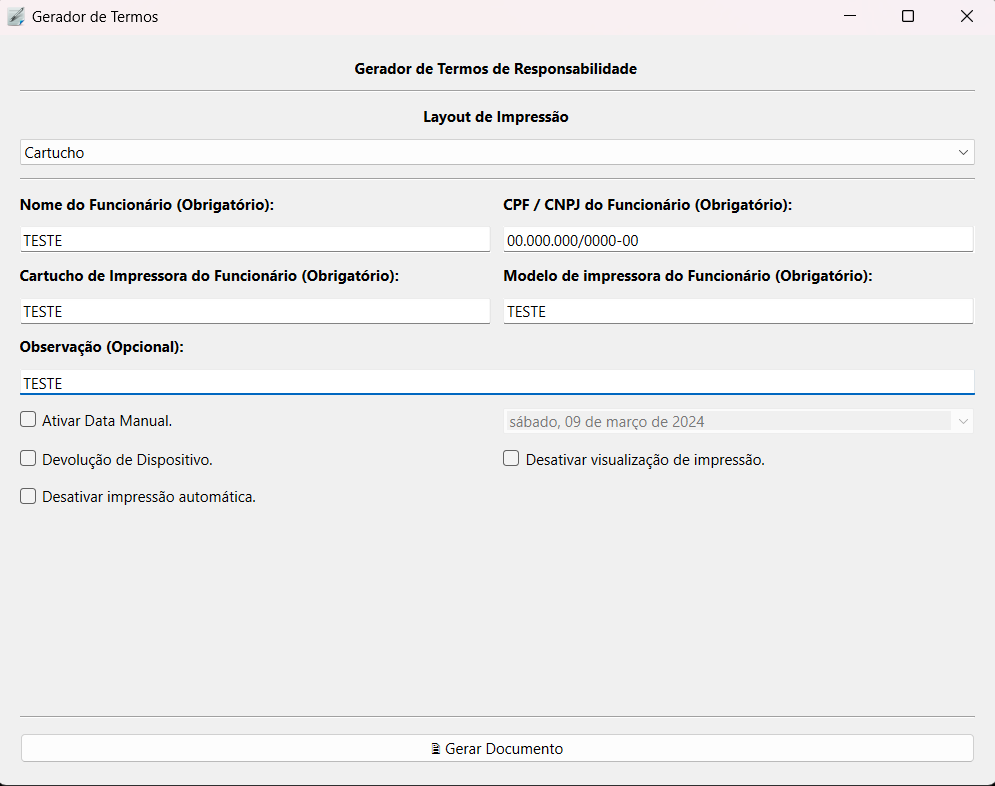 Gerador de Termos
Gerador de Termos de Responsabilidade
Layout de Impressão
Cartucho
Nome do Funcionário (Obrigatório):
CPF / CNPJ do Funcionário (Obrigatório):
TESTE
00.000.000/0000-00
Cartucho de Impressora do Funcionário (Obrigatório):
Modelo de impressora do Funcionário (Obrigatório):
TESTE
TESTE
Observação (Opcional):
TESTE
Ativar Data Manual.
sábado, 09 de março de 2024
Devolução de Dispositivo.
Desativar visualização de impressão.
Desativar impressão automática.
Gerar Documento